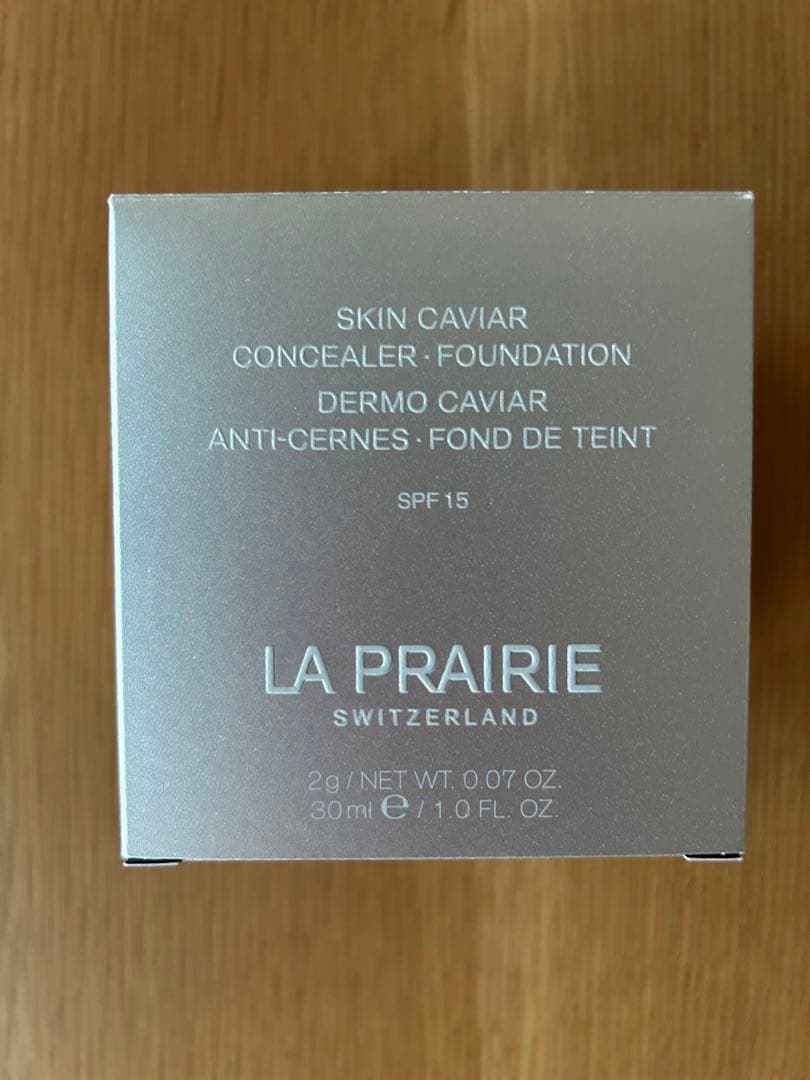 SKIN CAVIAR
CONCEALER · FOUNDATION
DERMO CAVIAR
ANTI-CERNES · FOND DE TEINT
SPF 15
LA PRAIRIE
SWITZERLAND
2g / NET WT. 0.07 OZ.
30ml ℮ / 1.0 FL. OZ.